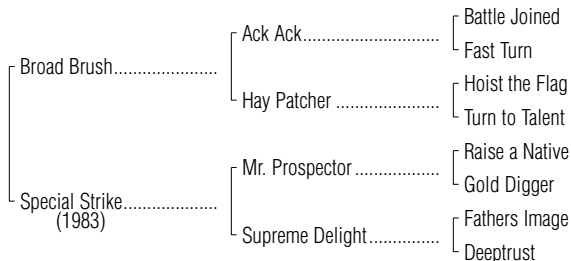 Battle Joined
Ack Ack..............................
Fast Turn
Broad Brush.......................
Hoist the Flag
Hay Patcher .......................
Turn to Talent
Raise a Native
Mr. Prospector ..................
Gold Digger
Special Strike.....................
(1983)
Fathers Image
Supreme Delight...............
Deeptrust